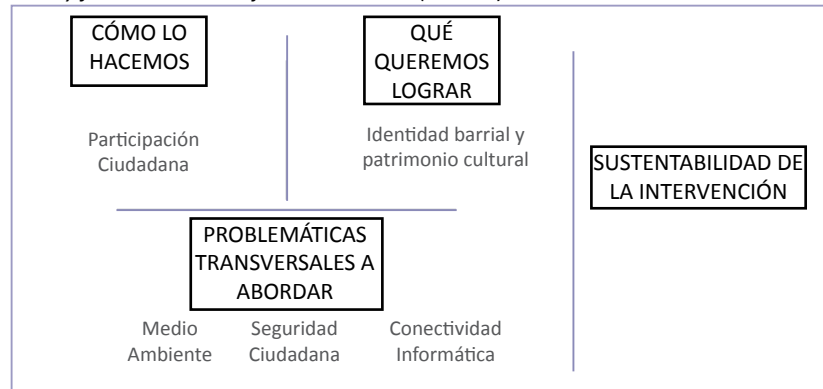 CÓMO LO
HACEMOS
QUÉ
QUEREMOS
LOGRAR
Participación
Ciudadana
Identidad barrial y
patrimonio cultural
SUSTENTABILIDAD DE
LA INTERVENCIÓN
PROBLEMÁTICAS
TRANSVERSALES A
ABORDAR
Medio
Ambiente
Seguridad
Ciudadana
Conectividad
Informática